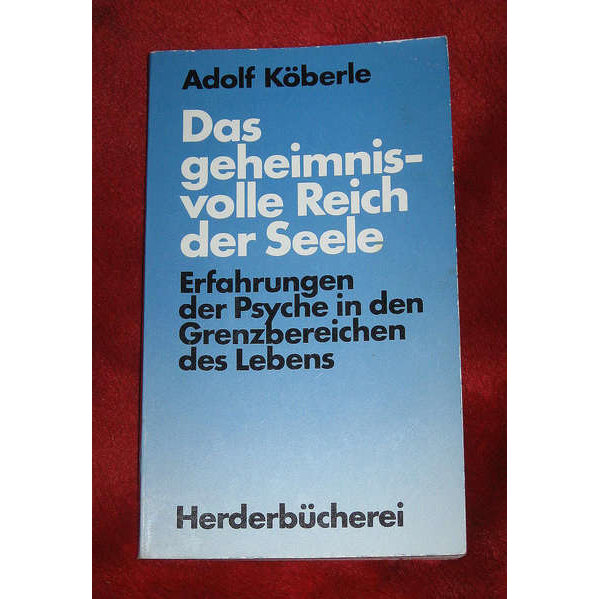 Adolf Köberle
Das
geheimnis-
volle Reich
der Seele
Erfahrungen
der Psyche in den
Grenzbereichen
des Lebens
Herderbücherei